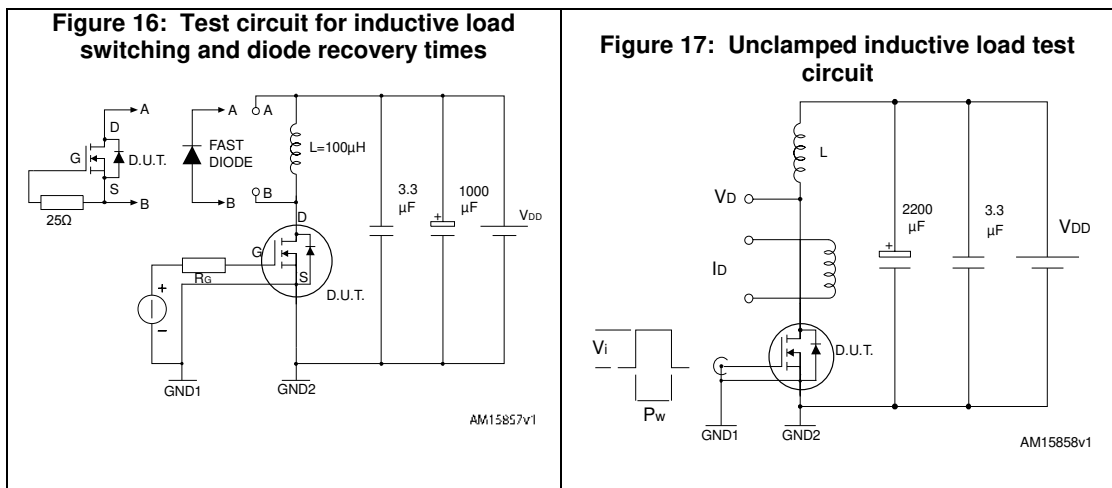 Figure 16: Test circuit for inductive load
switching and diode recovery times
A
A
A
D
G
D.U.T.
S
B
25Ω
FAST
DIODE
B
B
L=100µH
D
3.3
µF
+
1000
µF
VDD
G
RG
S
D.U.T.
+
–
GND1
GND2
AM15857v1
Figure 17: Unclamped inductive load test
circuit
L
VD
2200
µF
+
3.3
µF
VDD
ID
Vi
D.U.T.
Pw
GND1
GND2
AM15858v1